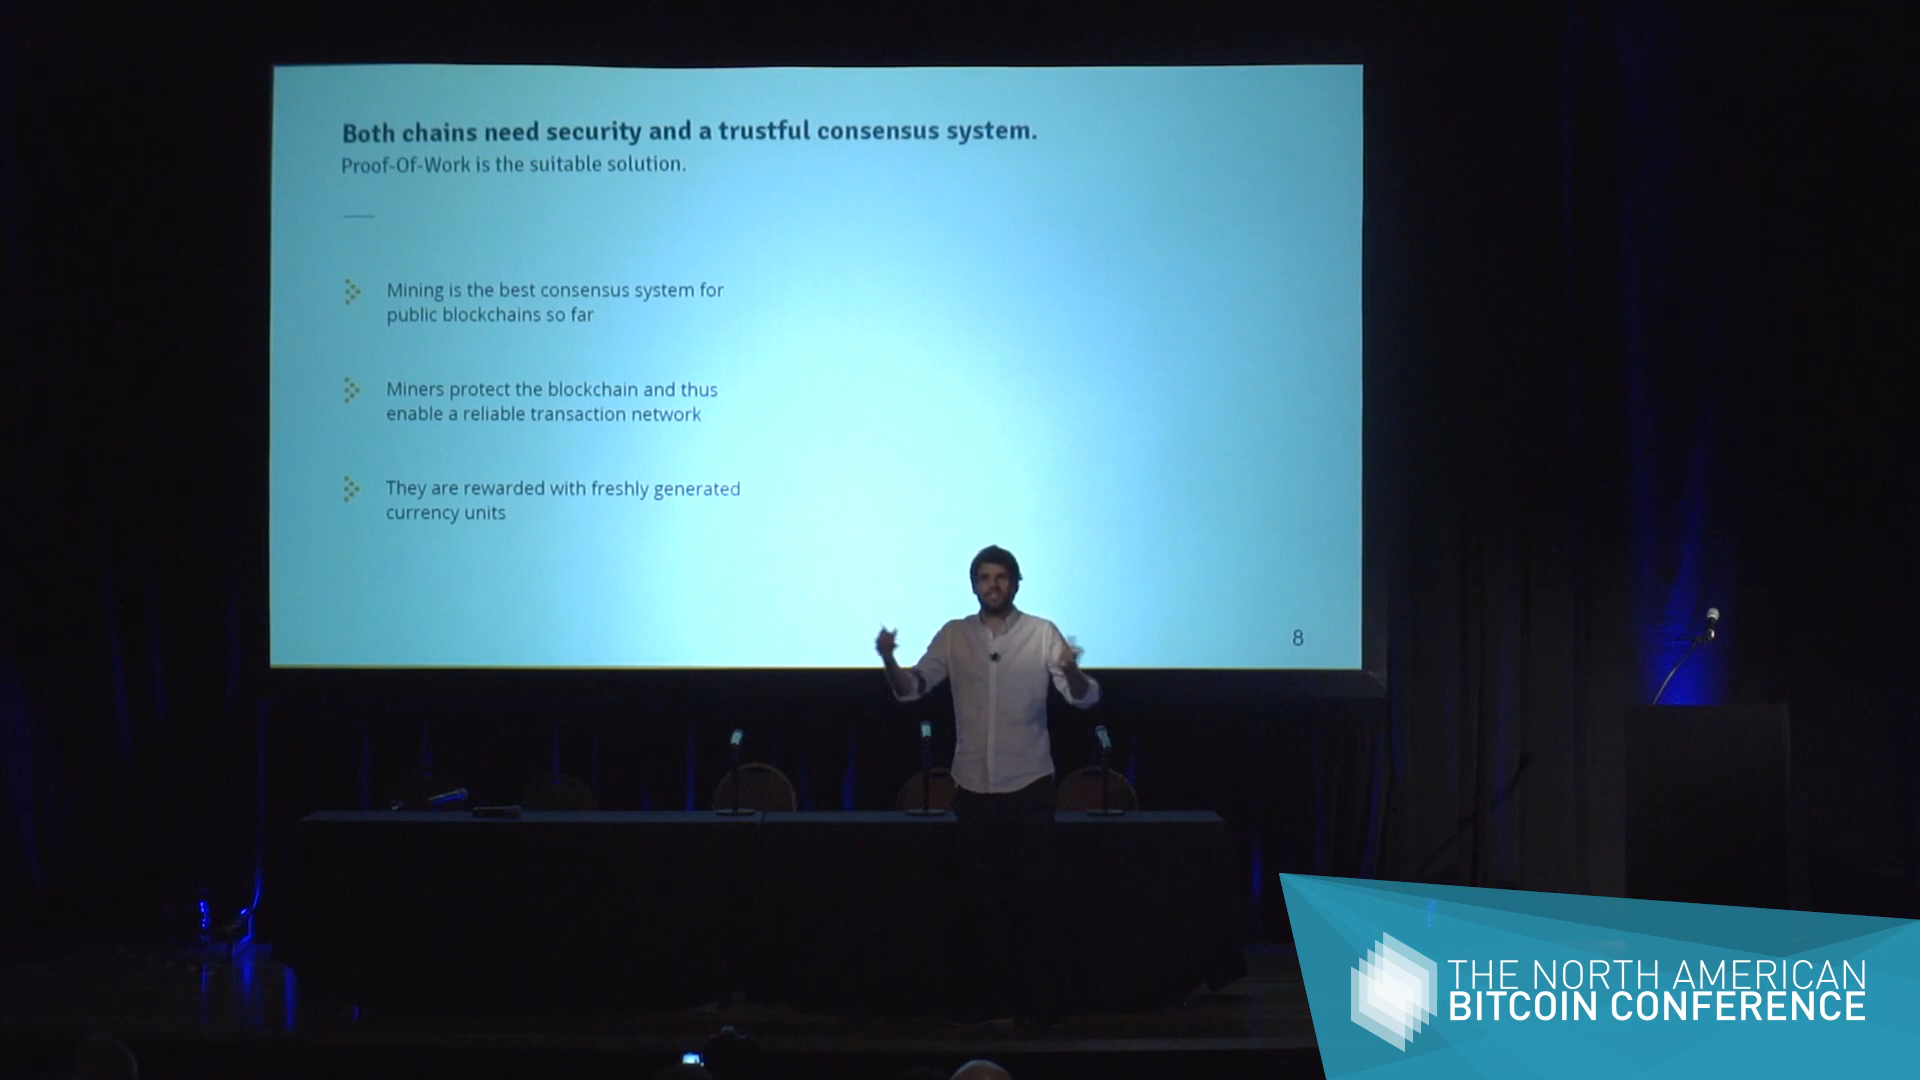 Both chains need security and a trustful consensus system.
Proof-Of-Work is the suitable solution.
Mining is the best consensus system for
public blockchains so far
Miners protect the blockchain and thus
enable a reliable transaction network
They are rewarded with freshly generated
currency units
8
THE NORTH AMERICAN
BITCOIN CONFERENCE